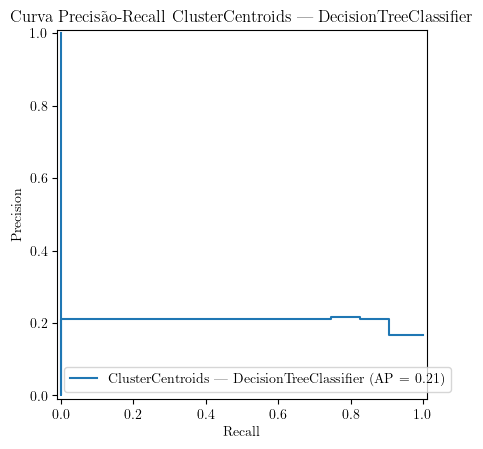 Curva Precisão-Recall ClusterCentroids — DecisionTreeClassifier
1.0
0.8
0.6
0.4
0.2
0.0
Precision
ClusterCentroids — DecisionTreeClassifier (AP = 0.21)
0.0 0.2 0.4 0.6 0.8 1.0
Recall